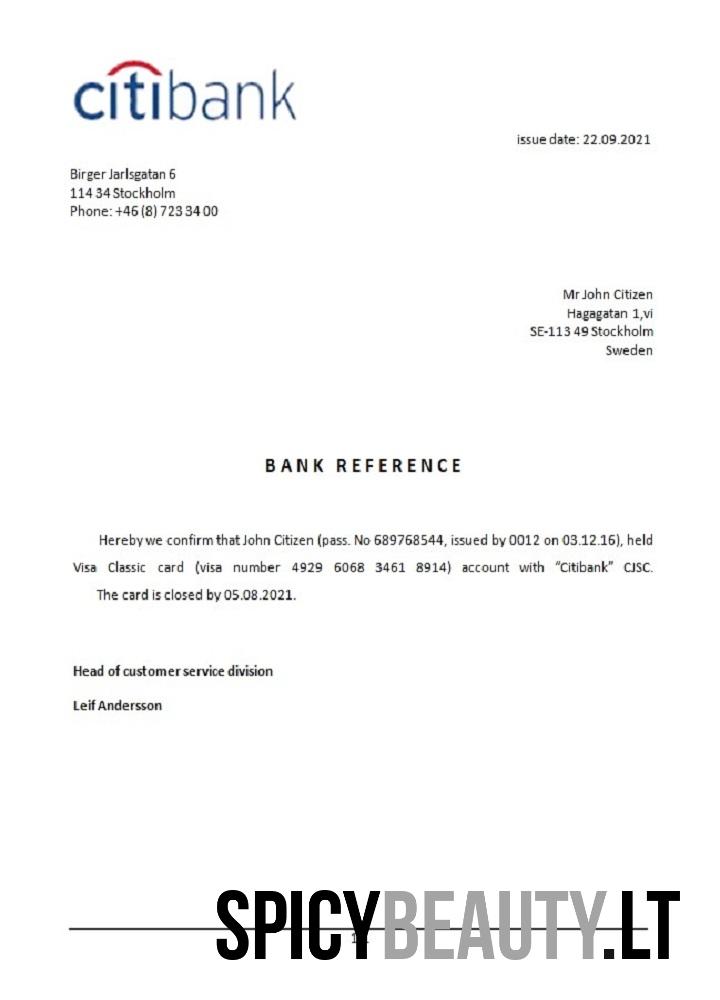 citibank
issue date: 22.09.2021
Birger Jarlsgatan 6
114 34 Stockholm
Phone: +46 (8) 723 34 00
Mr John Citizen
Hagagatan 1,vi
SE-113 49 Stockholm
Sweden
BANK REFERENCE
Hereby we confirm that John Citizen (pass. No 689768544, issued by 0012 on 03.12.16), held
Visa Classic card (visa number 4929 6068 3461 8914) account with “Citibank” CJSC.
The card is closed by 05.08.2021.
Head of customer service division
Leif Andersson
SPICYBEAUTY.LT